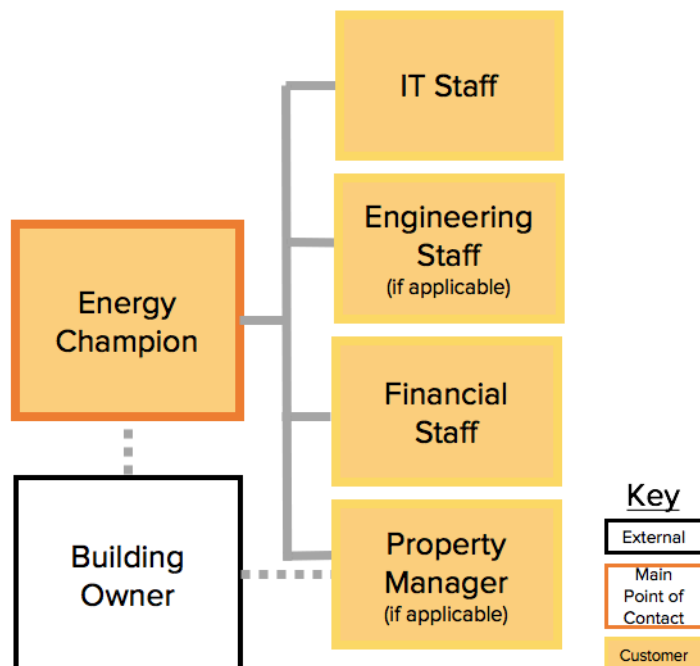 IT Staff
Engineering
Staff
(if applicable)
Energy
Champion
Financial
Staff
Building
Owner
Property
Manager
(if applicable)
Key
External
Main
Point of
Contact
Customer